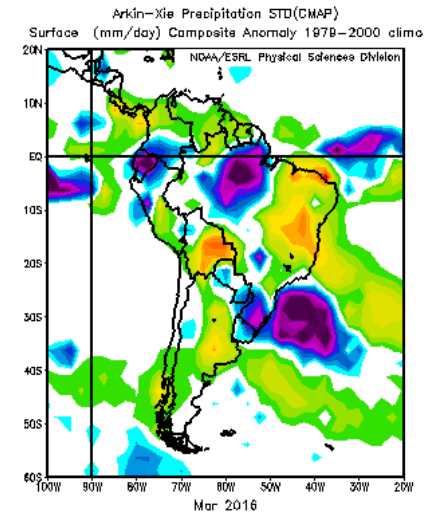 Arkin-Xie Precipitation STD(CMAP)
Surface (mm/day) Composite Anomaly 1979-2000 climo
NOAA/ESRL Physical Sciences Division
20N
10N
EQ
10S
20S
30S
40S
50S
60S
100W 90W 80W 70W 60W 50W 40W 30W 20W
Mar 2016